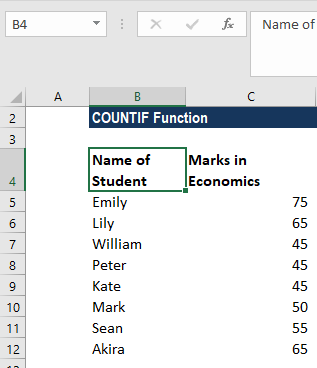 B4 fx Name of
A B C
2 COUNTIF Function
3
Name of Marks in
4 Student Economics
5 Emily 75
6 Lily 65
7 William 45
8 Peter 45
9 Kate 45
10 Mark 50
11 Sean 55
12 Akira 65